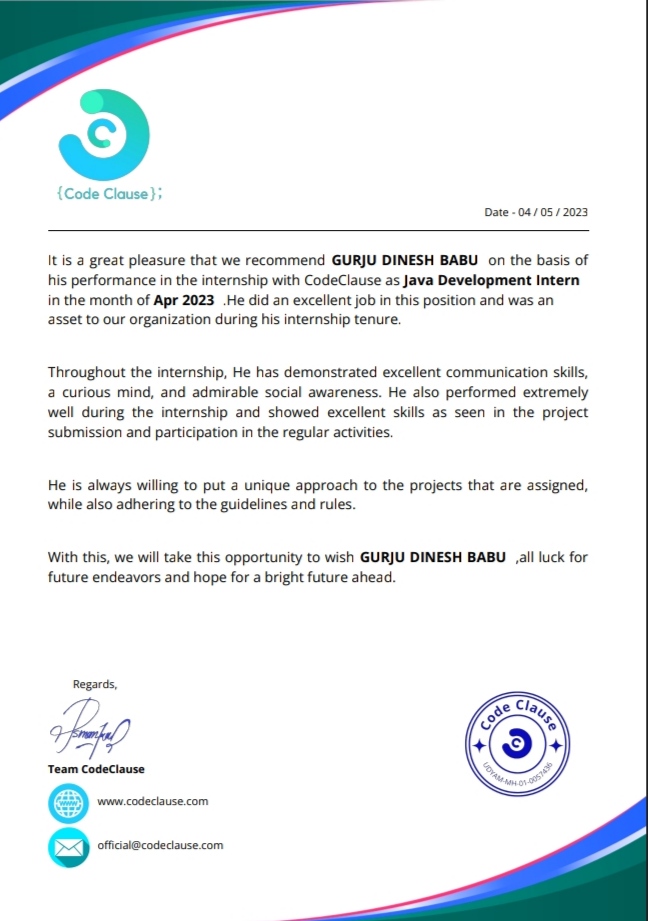 {Code Clause};
Date - 04 / 05 / 2023
It is a great pleasure that we recommend GURJU DINESH BABU on the basis of
his performance in the internship with CodeClause as Java Development Intern
in the month of Apr 2023 .He did an excellent job in this position and was an
asset to our organization during his internship tenure.
Throughout the internship, He has demonstrated excellent communication skills,
a curious mind, and admirable social awareness. He also performed extremely
well during the internship and showed excellent skills as seen in the project
submission and participation in the regular activities.
He is always willing to put a unique approach to the projects that are assigned,
while also adhering to the guidelines and rules.
With this, we will take this opportunity to wish GURJU DINESH BABU ,all luck for
future endeavors and hope for a bright future ahead.
Regards,
Team CodeClause
www.codeclause.com
official@codeclause.com
Code Clause
UDYAM-MH-01-0057436